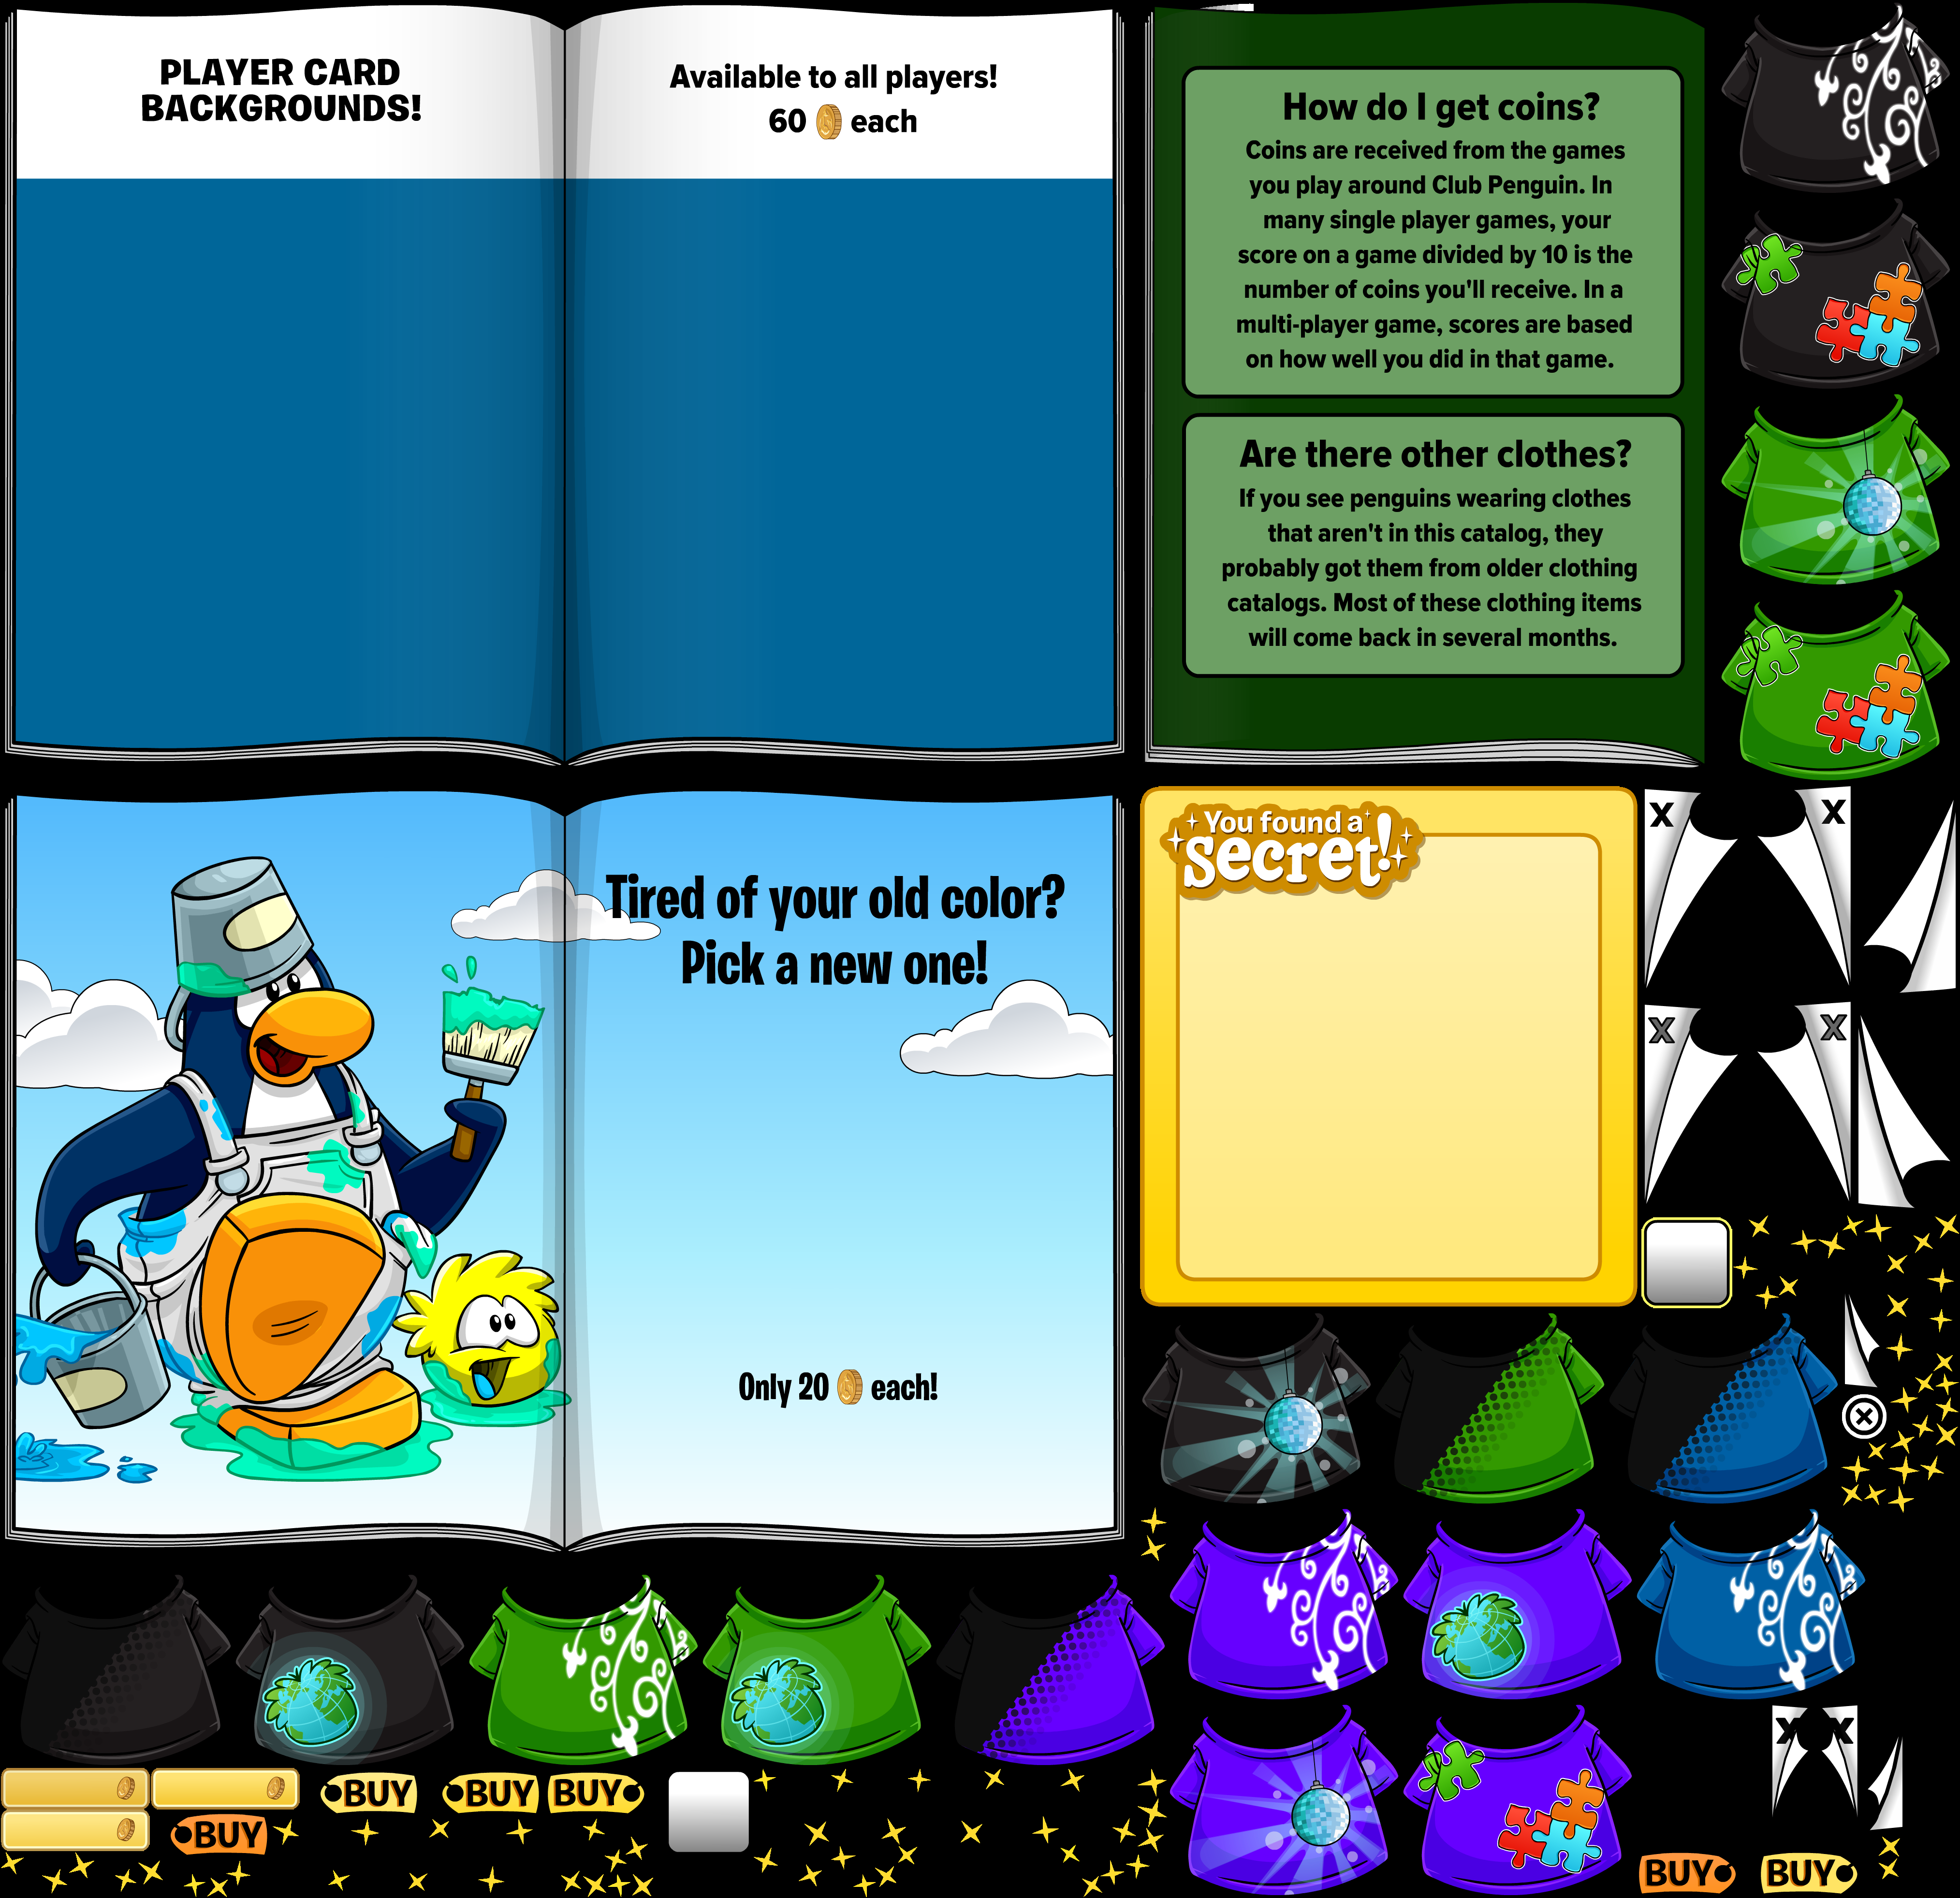 PLAYER CARD
BACKGROUNDS!
Available to all players!
60 each
How do I get coins?
Coins are received from the games
you play around Club Penguin. In
many single player games, your
score on a game divided by 10 is the
number of coins you'll receive. In a
multi-player game, scores are based
on how well you did in that game.
Are there other clothes?
If you see penguins wearing clothes
that aren't in this catalog, they
probably got them from older clothing
catalogs. Most of these clothing items
will come back in several months.
Tired of your old color?
Pick a new one!
Only 20 each!
You found a
secret!
X
X
X
X
X
X
BUY
BUY
BUY
BUY
BUY
BUY